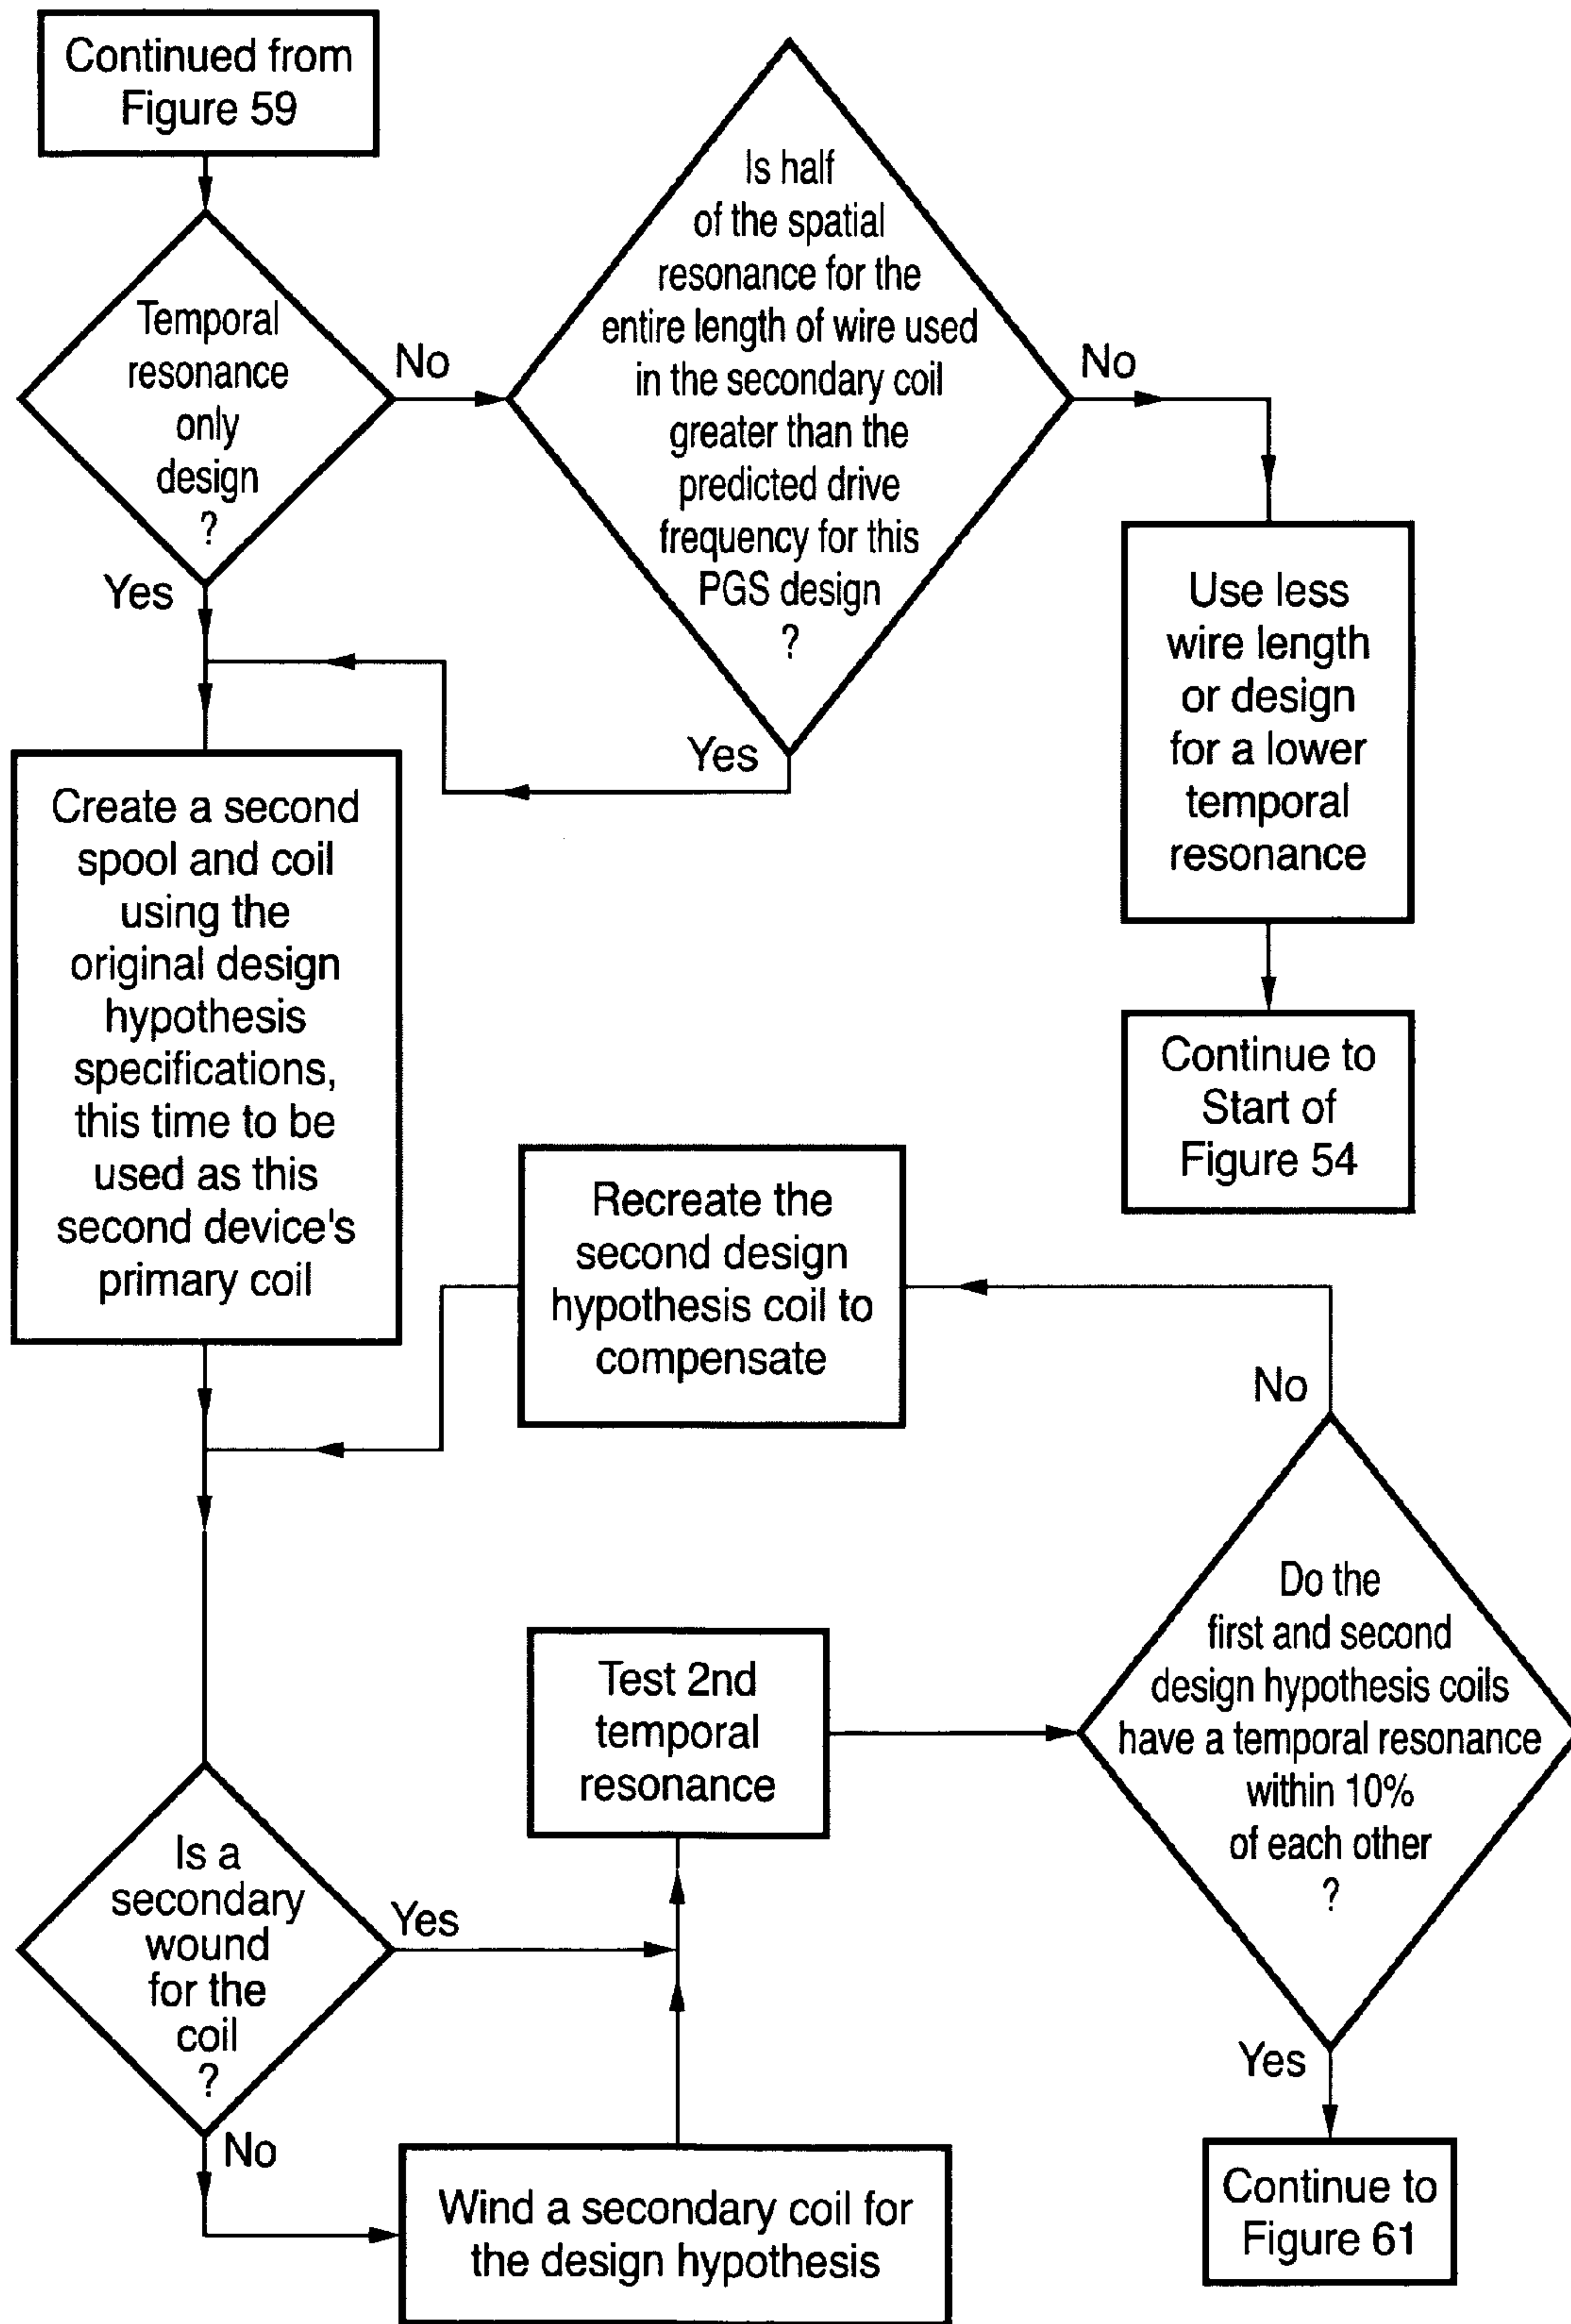 Continued from
Figure 59
Temporal
resonance
only
design
?
No
Yes
Is half
of the spatial
resonance for the
entire length of wire used
in the secondary coil
greater than the
predicted drive
frequency for this
PGS design
?
No
Yes
Use less
wire length
or design
for a lower
temporal
resonance
Continue to
Start of
Figure 54
Create a second
spool and coil
using the
original design
hypothesis
specifications,
this time to be
used as this
second device's
primary coil
Recreate the
second design
hypothesis coil to
compensate
No
Do the
first and second
design hypothesis coils
have a temporal resonance
within 10%
of each other
?
Yes
Test 2nd
temporal
resonance
Is a
secondary
wound
for the
coil
?
Yes
No
Wind a secondary coil for
the design hypothesis
Continue to
Figure 61